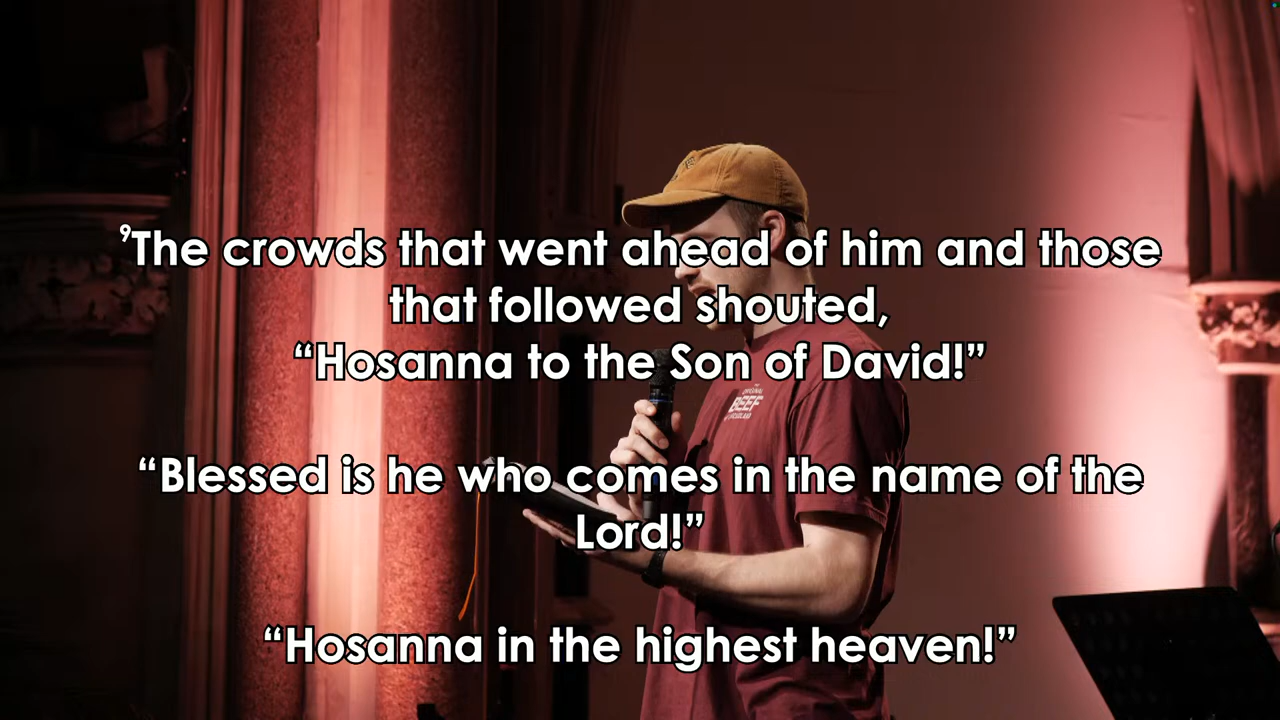 ⁹The crowds that went ahead of him and those
that followed shouted,
“Hosanna to the Son of David!”
“Blessed is he who comes in the name of the
Lord!”
“Hosanna in the highest heaven!”
BEEF